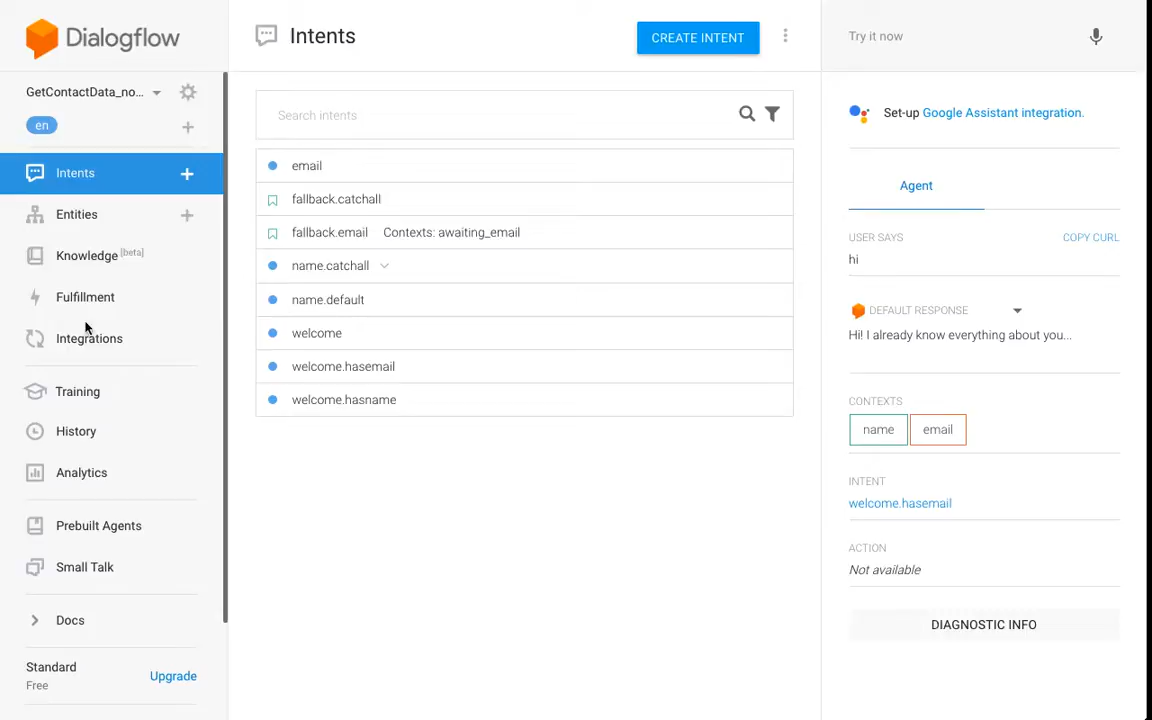 Dialogflow
GetContactData_no...
en
Intents
Entities
Knowledge [beta]
Fulfillment
Integrations
Training
History
Analytics
Prebuilt Agents
Small Talk
Docs
Standard
Free
Upgrade
Intents
CREATE INTENT
Search intents
email
fallback.catchall
fallback.email Contexts: awaiting_email
name.catchall
name.default
welcome
welcome.hasemail
welcome.hasname
Try it now
Set-up Google Assistant integration.
Agent
USER SAYS COPY CURL
hi
DEFAULT RESPONSE
Hi! I already know everything about you...
CONTEXTS
name email
INTENT
welcome.hasemail
ACTION
Not available
DIAGNOSTIC INFO